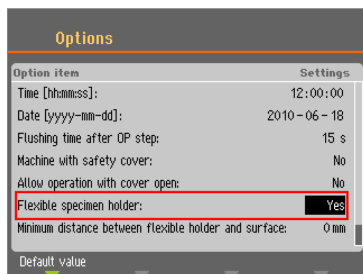 Options
Option item Settings
Time [hh:mm:ss]: 12:00:00
Date [yyyy-mm-dd]: 2010-06-18
Flushing time after OP step: 15 s
Machine with safety cover: No
Allow operation with cover open: No
Flexible specimen holder: Yes
Minimum distance between flexible holder and surface: 0 mm
Default value